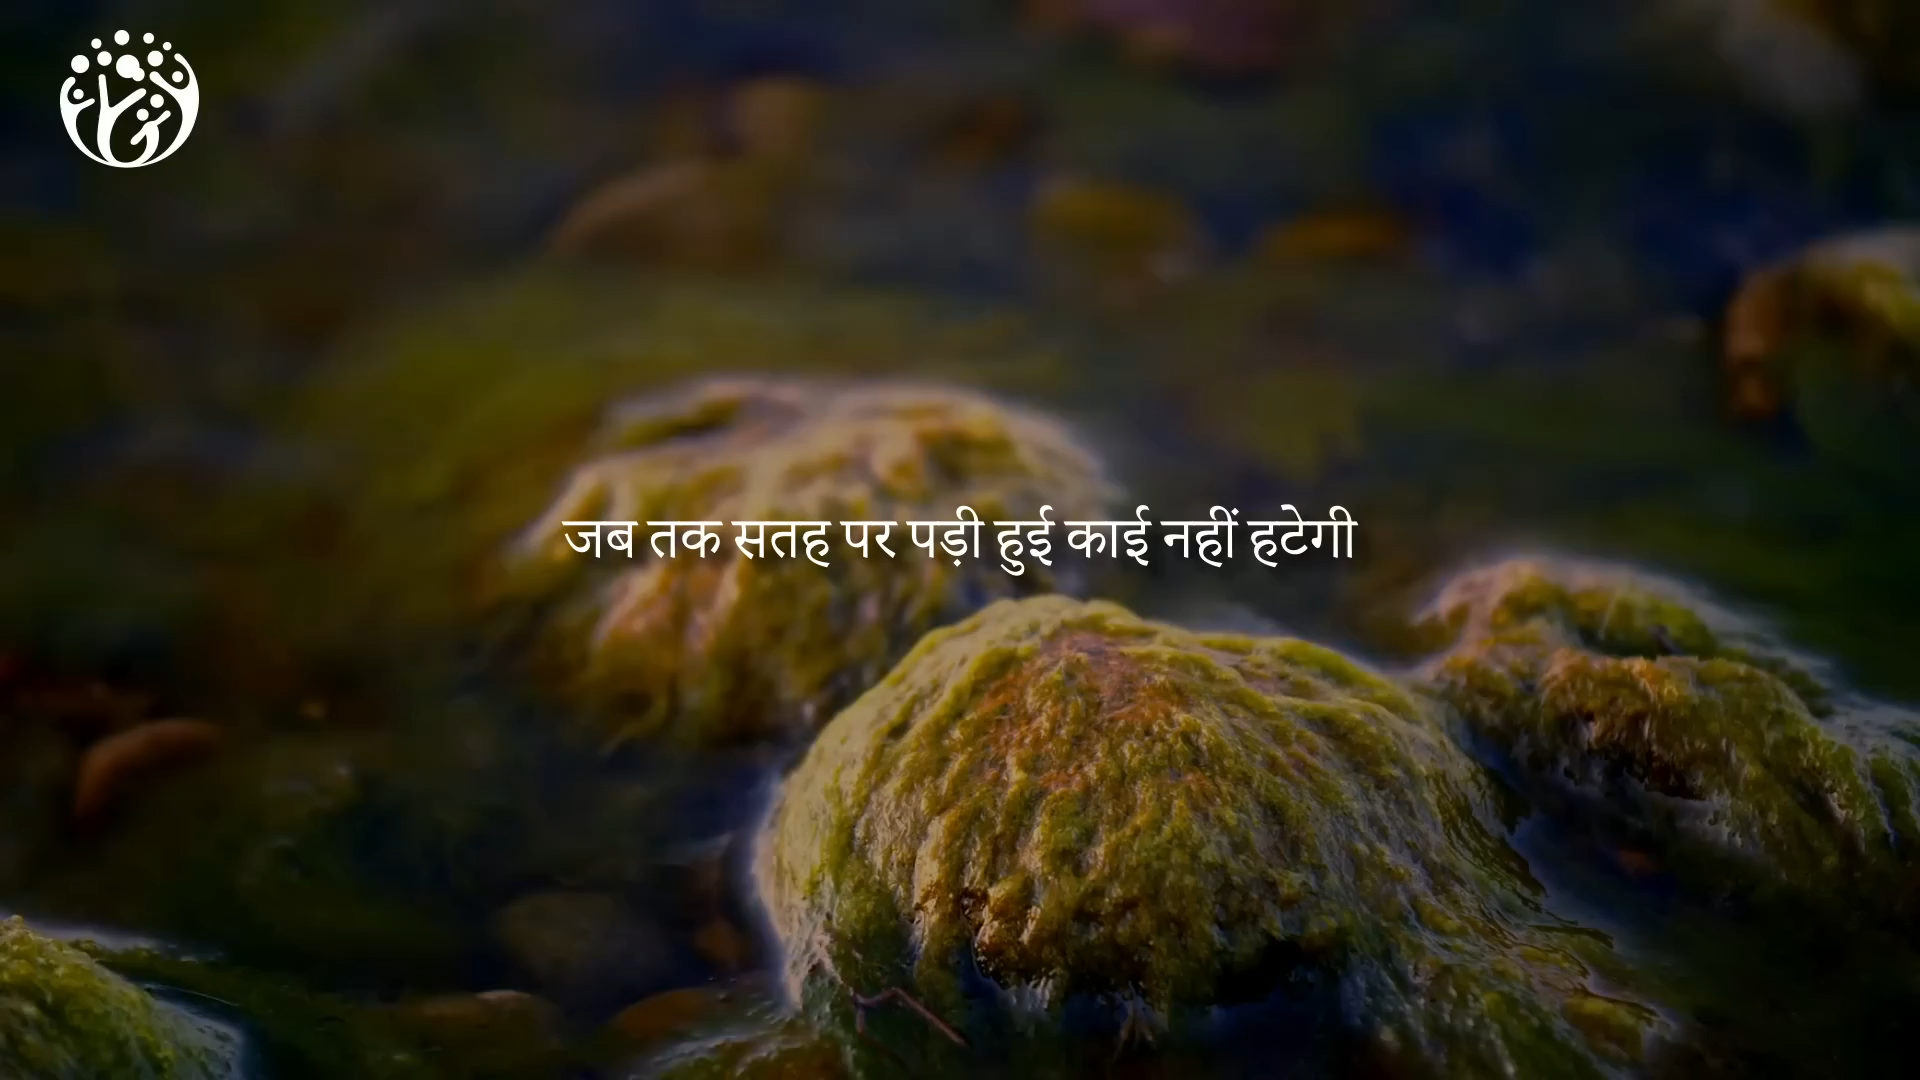 जब तक सतह पर पड़ी हुई काई नहीं हटेगी